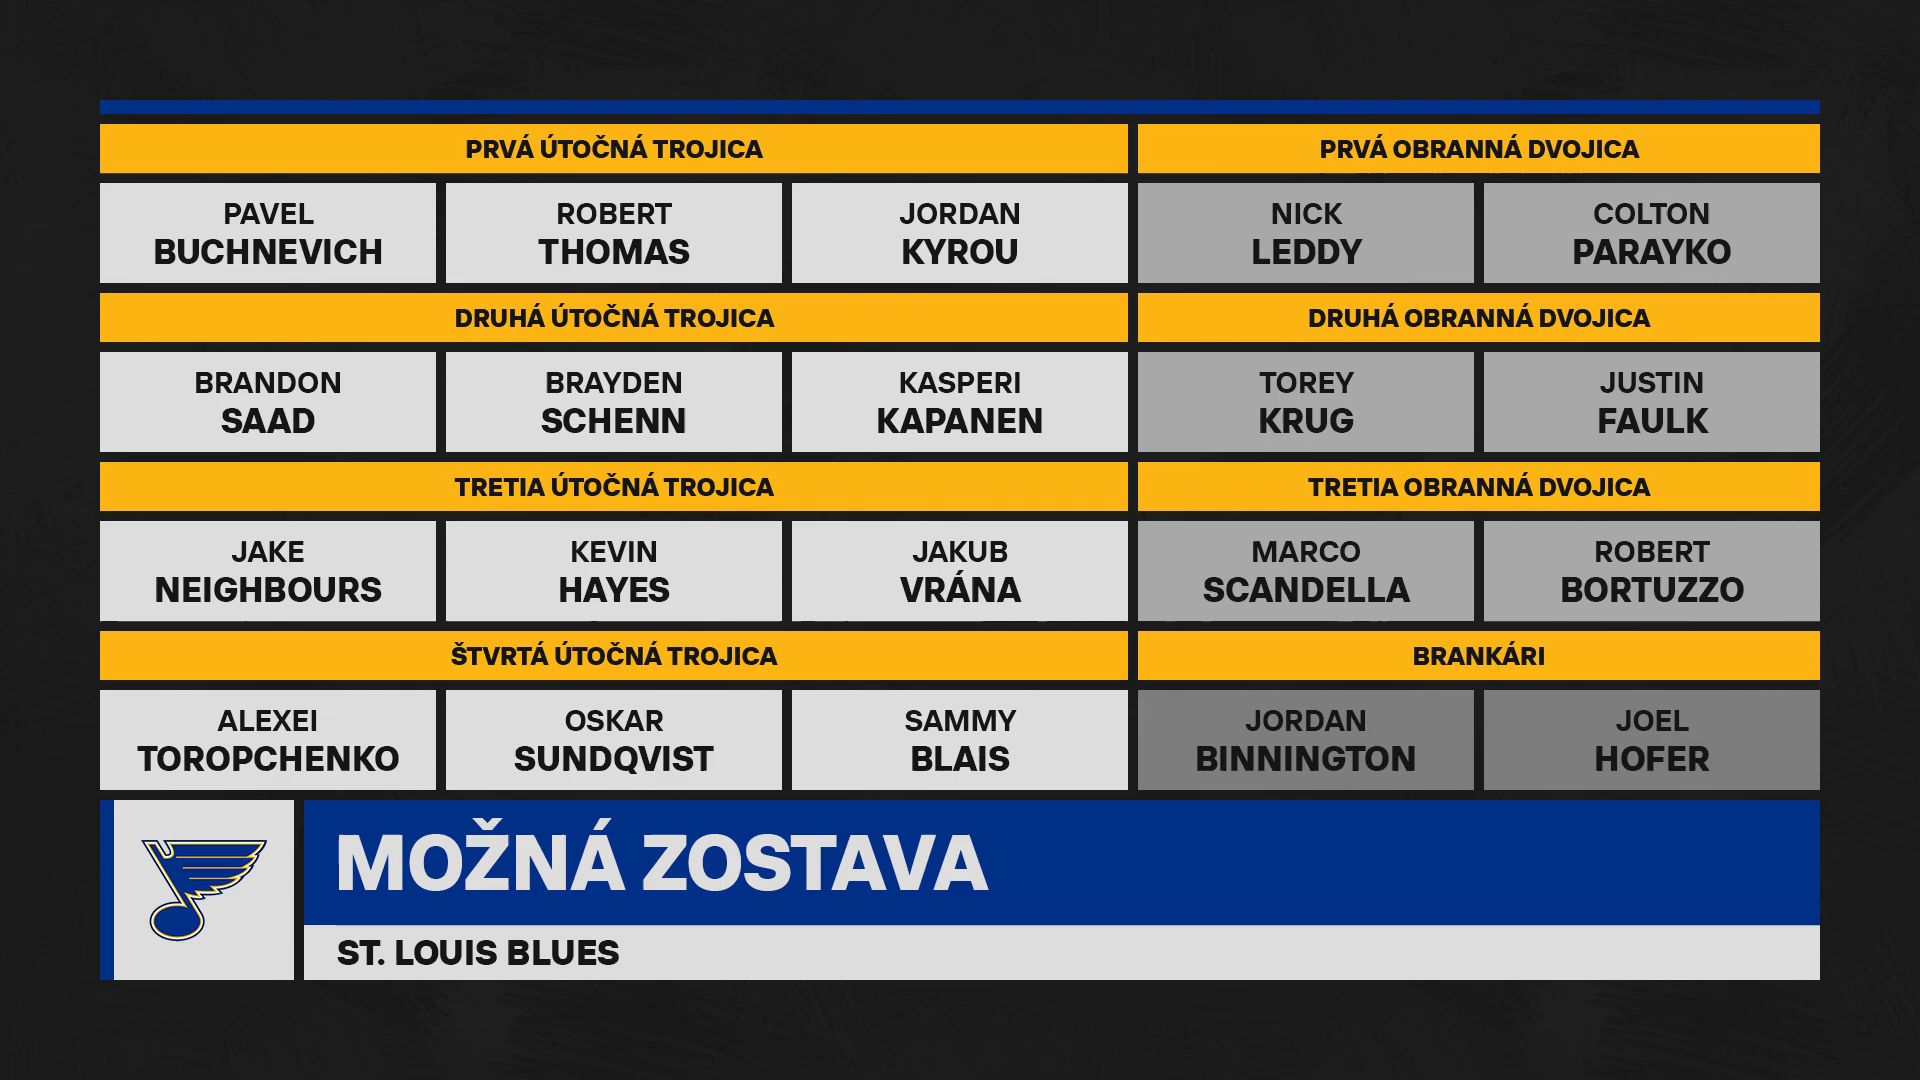 PRVÁ ÚTOČNÁ TROJICA
PAVEL
BUCHNEVICH
ROBERT
THOMAS
JORDAN
KYROU
PRVÁ OBRANNÁ DVOJICA
NICK
LEDDY
COLTON
PARAYKO
DRUHÁ ÚTOČNÁ TROJICA
BRANDON
SAAD
BRAYDEN
SCHENN
KASPERI
KAPANEN
DRUHÁ OBRANNÁ DVOJICA
TOREY
KRUG
JUSTIN
FAULK
TRETIA ÚTOČNÁ TROJICA
JAKE
NEIGHBOURS
KEVIN
HAYES
JAKUB
VRÁNA
TRETIA OBRANNÁ DVOJICA
MARCO
SCANDELLA
ROBERT
BORTUZZO
ŠTVRTÁ ÚTOČNÁ TROJICA
ALEXEI
TOROPCHENKO
OSKAR
SUNDQVIST
SAMMY
BLAIS
BRANKÁRI
JORDAN
BINNINGTON
JOEL
HOFER
MOŽNÁ ZOSTAVA
ST. LOUIS BLUES